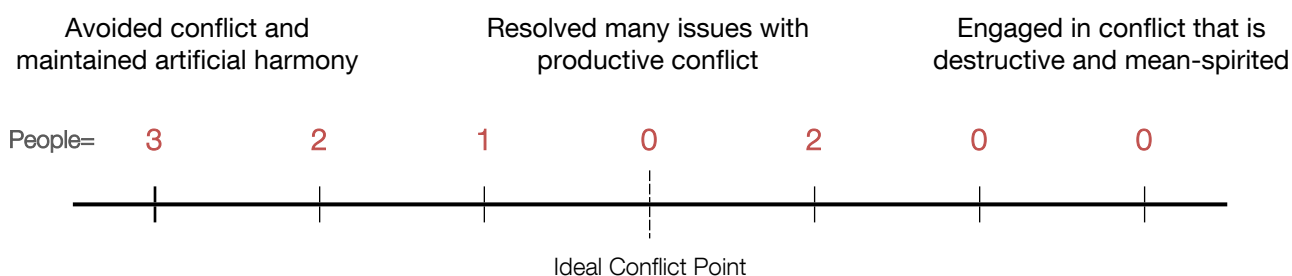 Avoided conflict and
maintained artificial harmony
Resolved many issues with
productive conflict
Engaged in conflict that is
destructive and mean-spirited
People= 3 2 1 0 2 0 0
Ideal Conflict Point